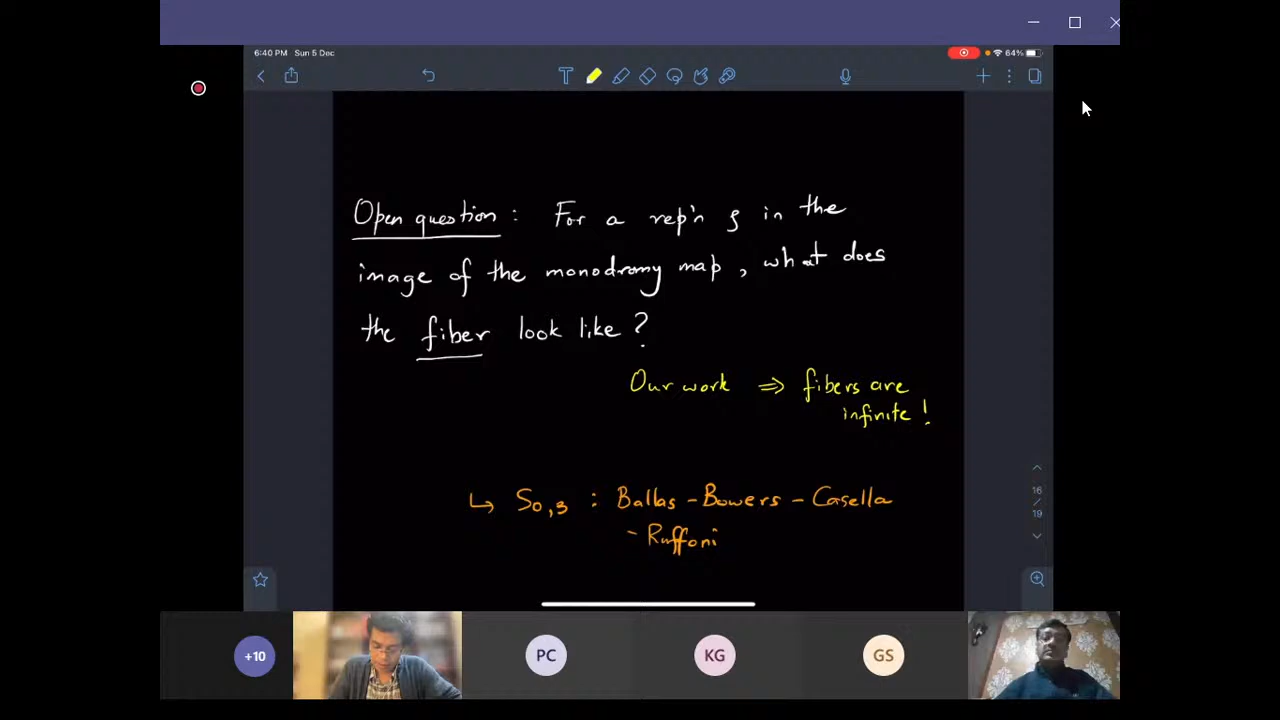 6:40 PM Sun 5 Dec
64%
Open question : For a rep'n ρ in the
image of the monodromy map, what does
the fiber look like?
Our work ⇒ fibers are
infinite!
↳ S0,3 : Ballas - Bowers - Casella
- Ruffoni
16
/
19
+10
PC
KG
GS